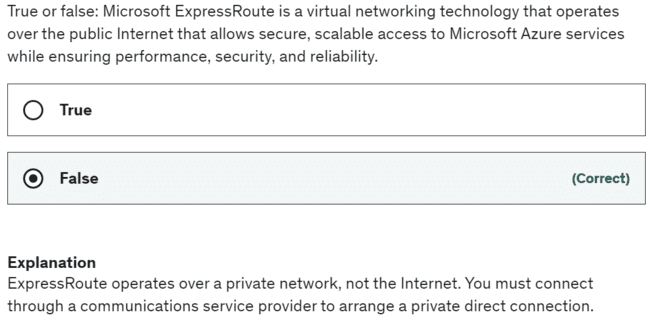 True or false: Microsoft ExpressRoute is a virtual networking technology that operates
over the public Internet that allows secure, scalable access to Microsoft Azure services
while ensuring performance, security, and reliability.
True
False (Correct)
Explanation
ExpressRoute operates over a private network, not the Internet. You must connect
through a communications service provider to arrange a private direct connection.